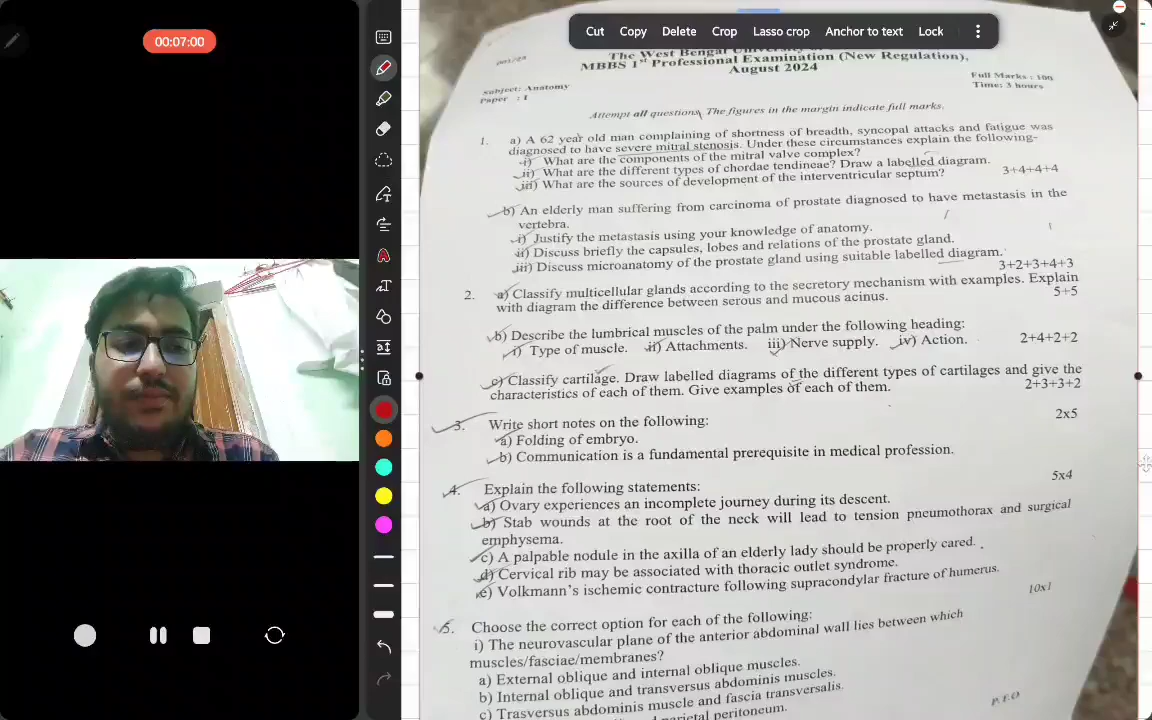 00:07:00
Cut Copy Delete Crop Lasso crop Anchor to text Lock
001/24
The West Bengal University of
MBBS 1st Professional Examination (New Regulation),
August 2024
Subject: Anatomy
Paper : I
Full Marks : 100
Time: 3 hours
Attempt all questions, The figures in the margin indicate full marks.
1. a) A 62 year old man complaining of shortness of breadth, syncopal attacks and fatigue was
diagnosed to have severe mitral stenosis. Under these circumstances explain the following-
i) What are the components of the mitral valve complex?
ii) What are the different types of chordae tendineae? Draw a labelled diagram.
iii) What are the sources of development of the interventricular septum? 3+4+4+4
b) An elderly man suffering from carcinoma of prostate diagnosed to have metastasis in the
vertebra.
i) Justify the metastasis using your knowledge of anatomy.
ii) Discuss briefly the capsules, lobes and relations of the prostate gland.
iii) Discuss microanatomy of the prostate gland using suitable labelled diagram. 3+2+3+4+3
2. a) Classify multicellular glands according to the secretory mechanism with examples. Explain
with diagram the difference between serous and mucous acinus. 5+5
b) Describe the lumbrical muscles of the palm under the following heading:
i) Type of muscle. ii) Attachments. iii) Nerve supply. iv) Action. 2+4+2+2
c) Classify cartilage. Draw labelled diagrams of the different types of cartilages and give the
characteristics of each of them. Give examples of each of them. 2+3+3+2
3. Write short notes on the following: 2x5
a) Folding of embryo.
b) Communication is a fundamental prerequisite in medical profession.
4. Explain the following statements: 5x4
a) Ovary experiences an incomplete journey during its descent.
b) Stab wounds at the root of the neck will lead to tension pneumothorax and surgical
emphysema.
c) A palpable nodule in the axilla of an elderly lady should be properly cared.
d) Cervical rib may be associated with thoracic outlet syndrome.
e) Volkmann's ischemic contracture following supracondylar fracture of humerus.
5. Choose the correct option for each of the following: 10x1
i) The neurovascular plane of the anterior abdominal wall lies between which
muscles/fasciae/membranes?
a) External oblique and internal oblique muscles.
b) Internal oblique and transversus abdominis muscles.
c) Trasversus abdominis muscle and fascia transversalis.
parietal peritoneum.
P.T.O